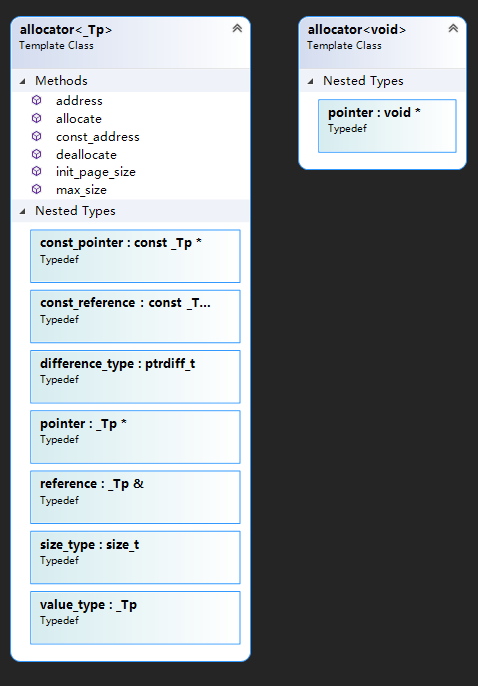 allocator<_Tp>
Template Class
Methods
address
allocate
const_address
deallocate
init_page_size
max_size
Nested Types
const_pointer : const _Tp *
Typedef
const_reference : const _T...
Typedef
difference_type : ptrdiff_t
Typedef
pointer : _Tp *
Typedef
reference : _Tp &
Typedef
size_type : size_t
Typedef
value_type : _Tp
Typedef
allocator<void>
Template Class
Nested Types
pointer : void *
Typedef